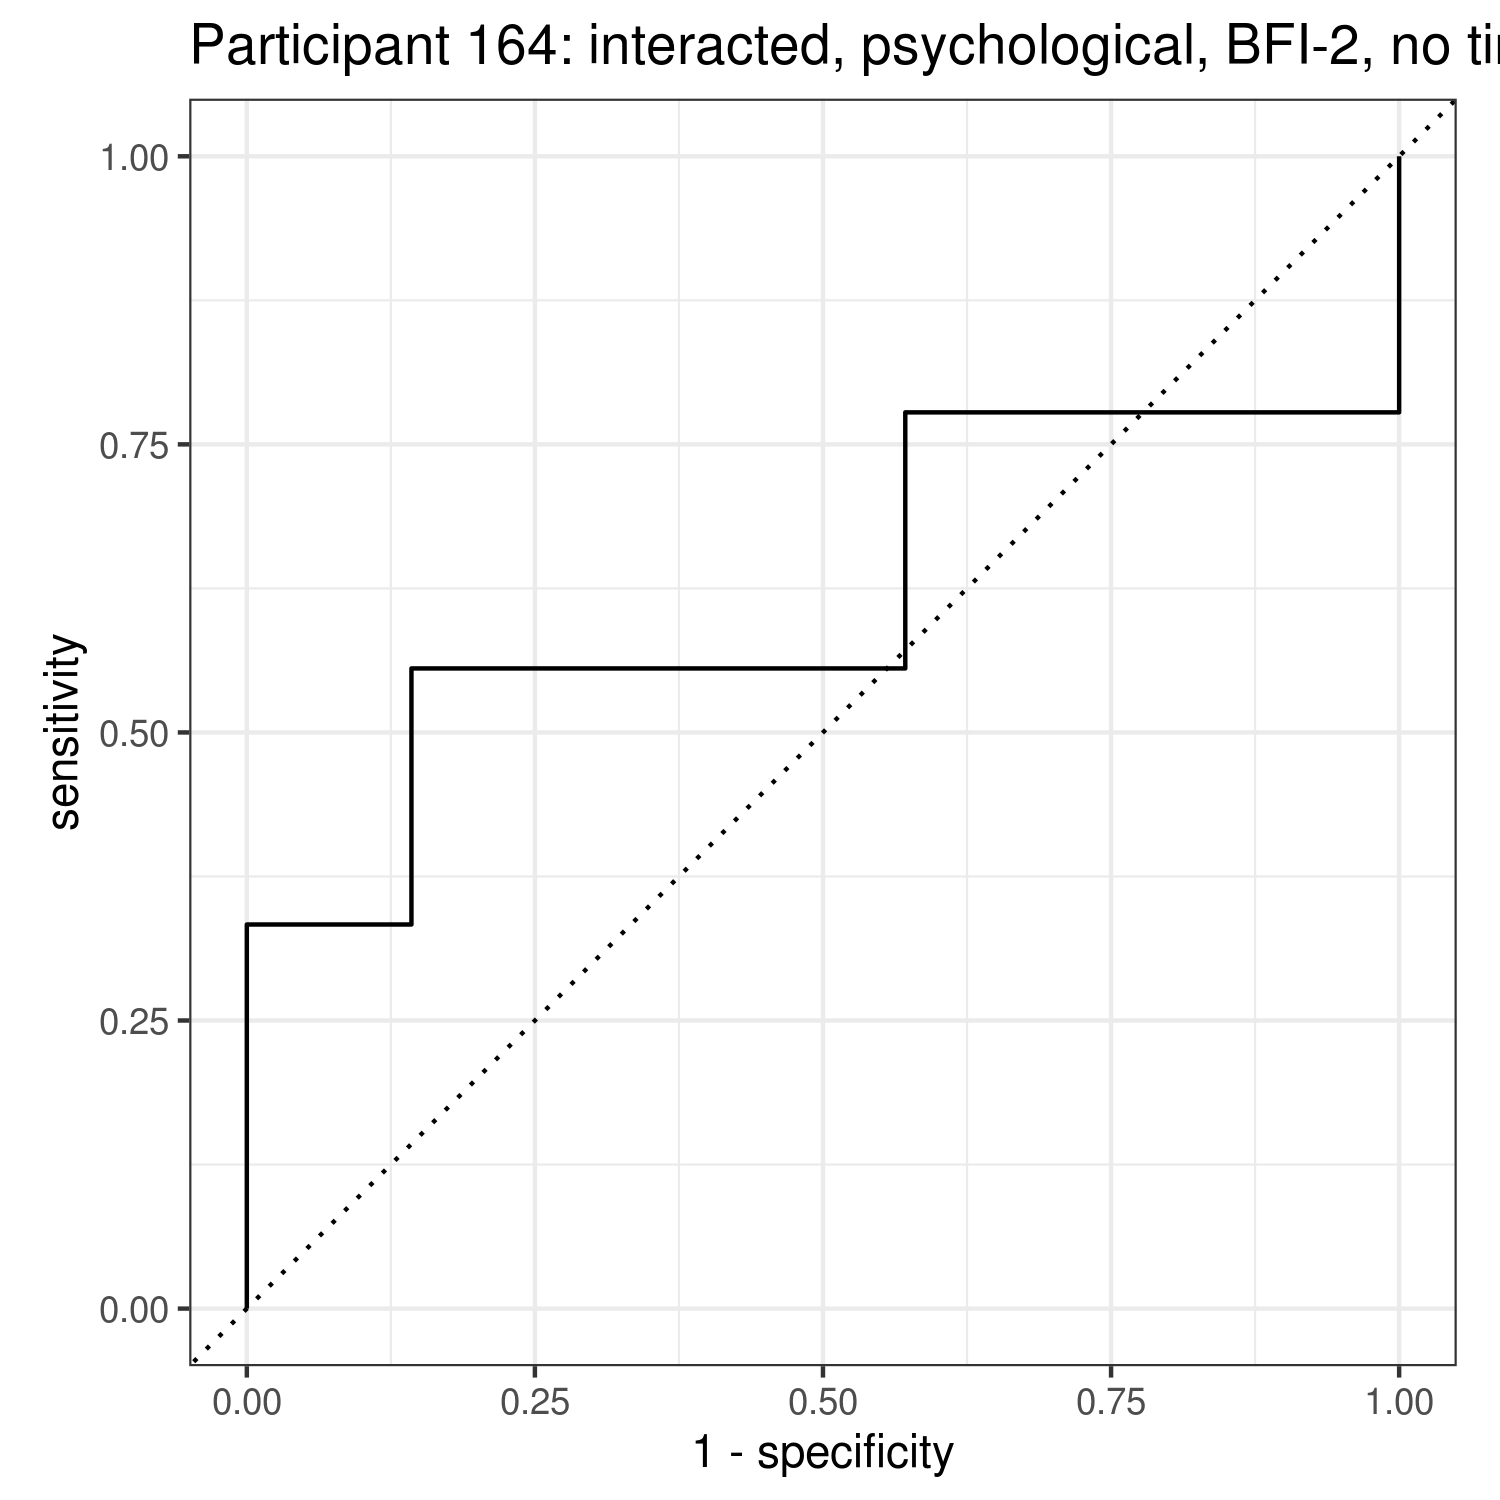 Participant 164: interacted, psychological, BFI-2, no
1.00
0.75
0.50
0.25
0.00
sensitivity
0.00 0.25 0.50 0.75 1.00
1 - specificity